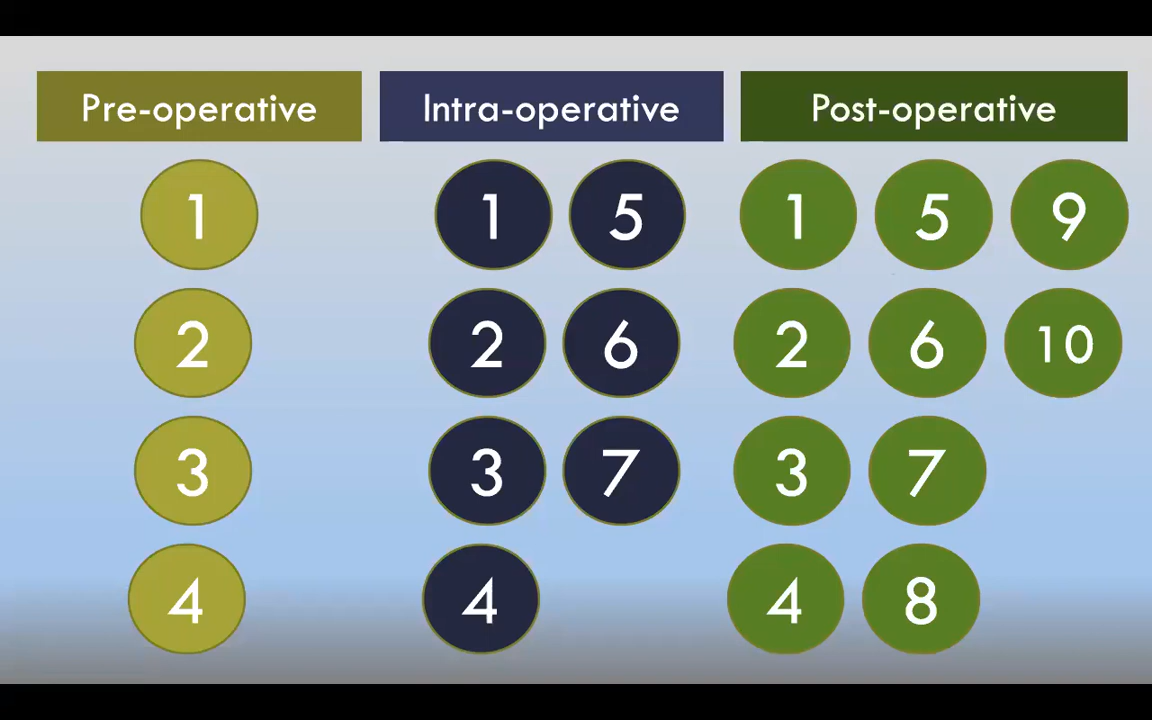 Pre-operative Intra-operative Post-operative
1 1 5 1 5 9
2 2 6 2 6 10
3 3 7 3 7
4 4 4 8